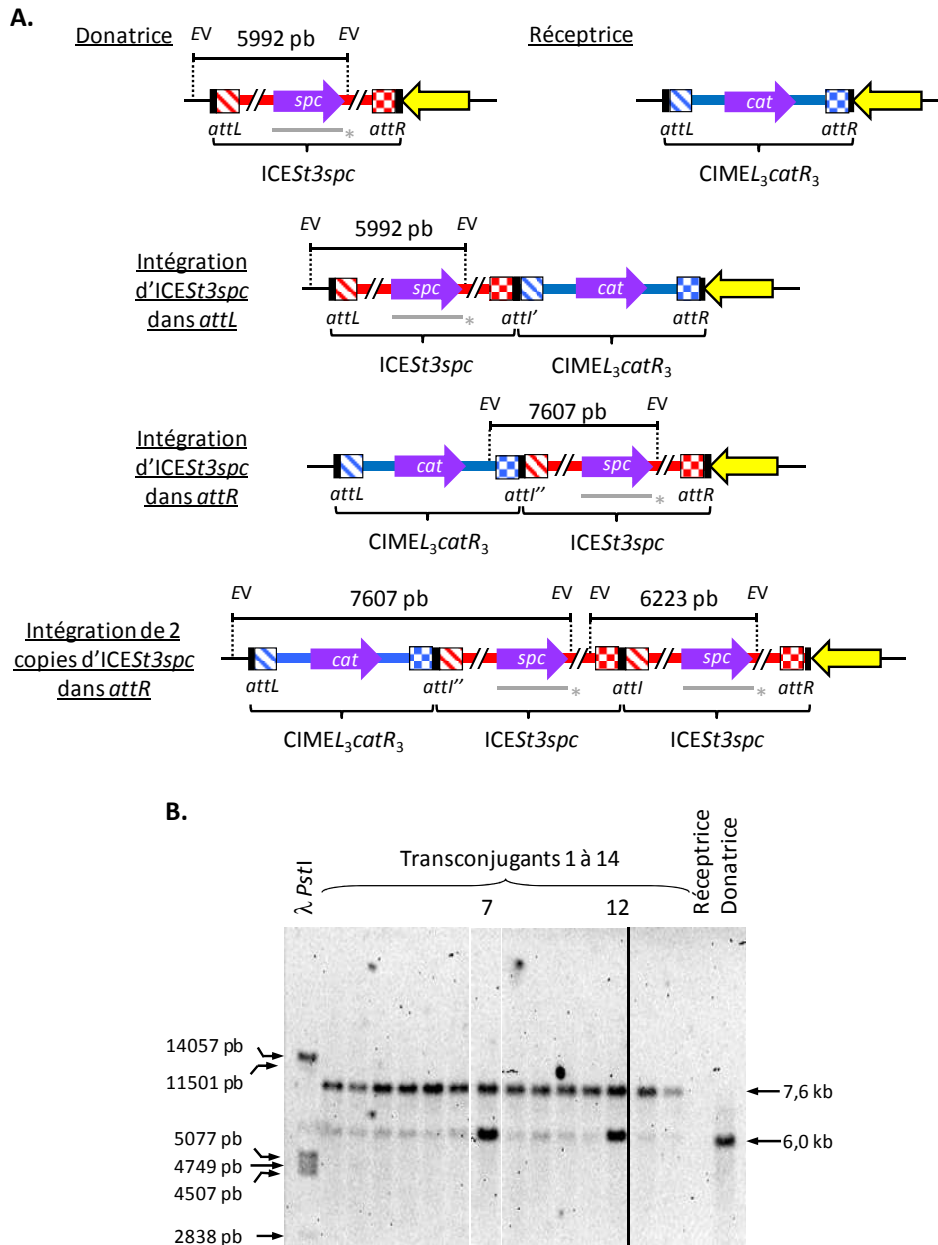 A.
Donatrice
EV 5992 pb EV
spc
*
attL attR
ICESt3spc
Réceptrice
cat
attL attR
CIMEL₃catR₃
Intégration
d'ICESt3spc
dans attL
EV 5992 pb EV
spc cat
*
attL attI' attR
ICESt3spc CIMEL₃catR₃
Intégration
d'ICESt3spc
dans attR
EV 7607 pb EV
cat spc
*
attL attI'' attR
CIMEL₃catR₃ ICESt3spc
Intégration de 2
copies d'ICESt3spc
dans attR
EV 7607 pb EV EV 6223 pb EV
cat spc spc
* *
attL attI'' attI attR
CIMEL₃catR₃ ICESt3spc ICESt3spc
B.
λ PstI
Transconjugants 1 à 14
7 12
Réceptrice
Donatrice
14057 pb
11501 pb
5077 pb
4749 pb
4507 pb
2838 pb
7,6 kb
6,0 kb